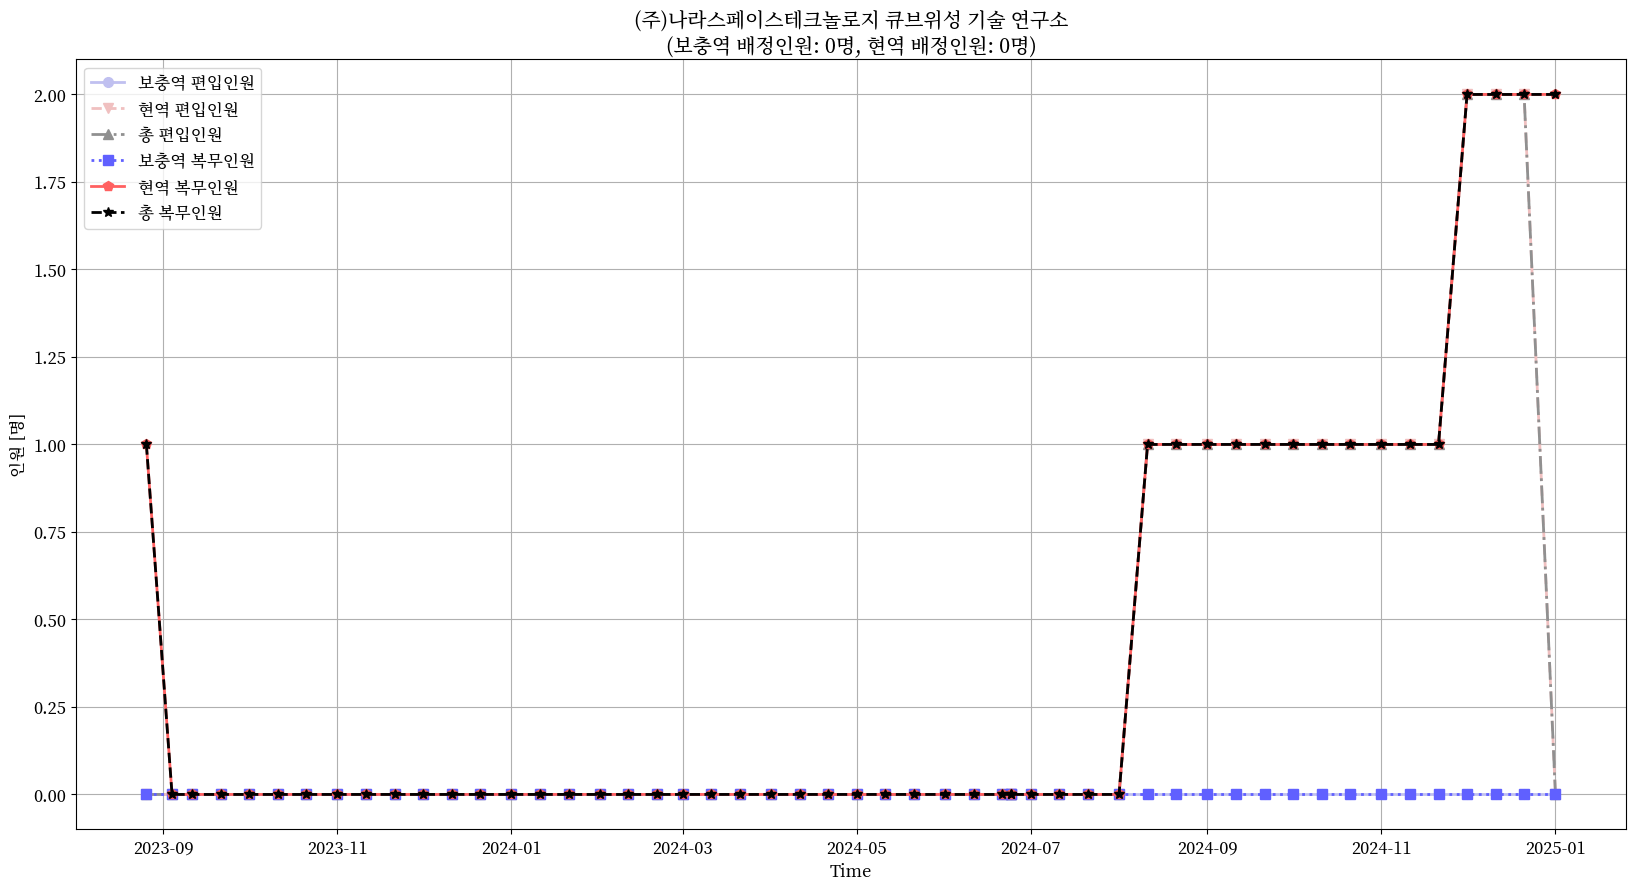 (주)나라스페이스테크놀로지 큐브위성 기술 연구소
(보충역 배정인원: 0명, 현역 배정인원: 0명)
보충역 편입인원
현역 편입인원
총 편입인원
보충역 복무인원
현역 복무인원
총 복무인원
2.00
1.75
1.50
1.25
1.00
0.75
0.50
0.25
0.00
인원 [명]
2023-09
2023-11
2024-01
2024-03
2024-05
2024-07
2024-09
2024-11
2025-01
Time